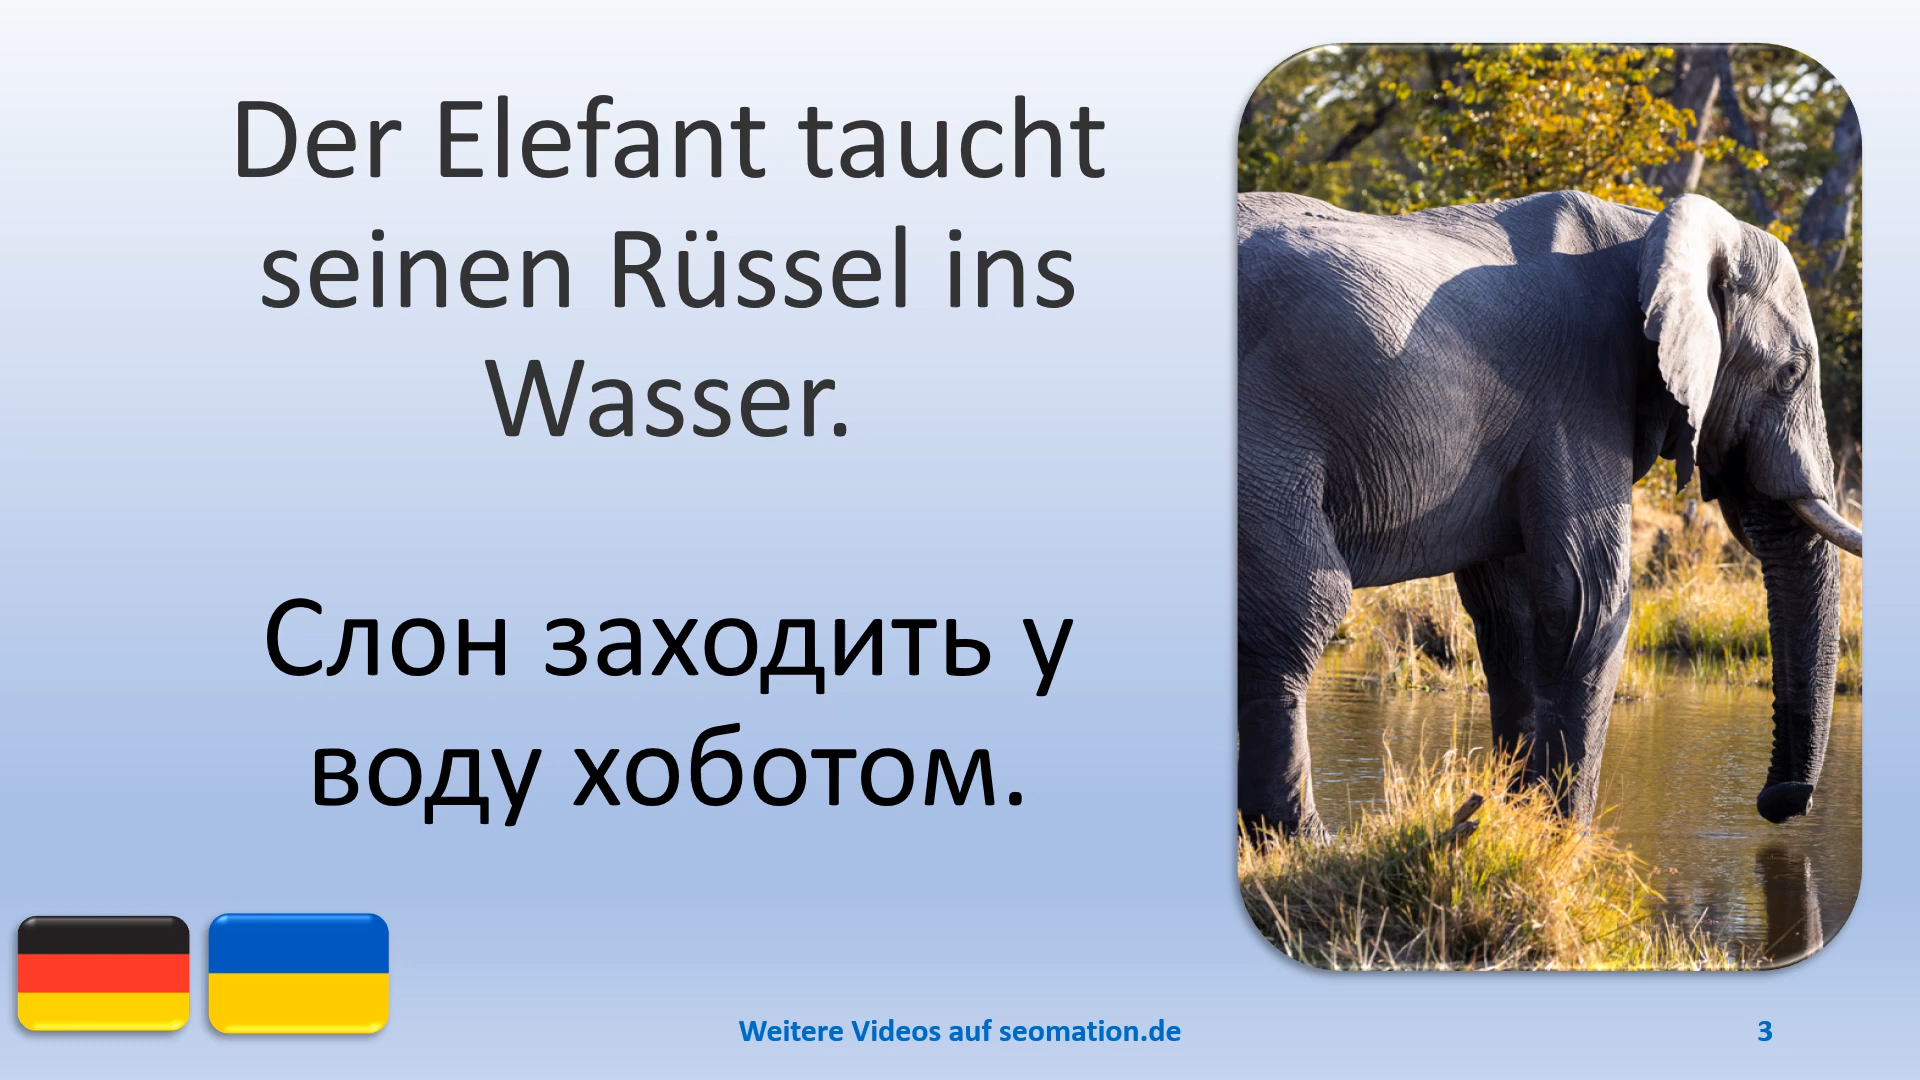 Der Elefant taucht
seinen Rüssel ins
Wasser.
Слон заходить у
воду хоботом.
Weitere Videos auf seomation.de
3